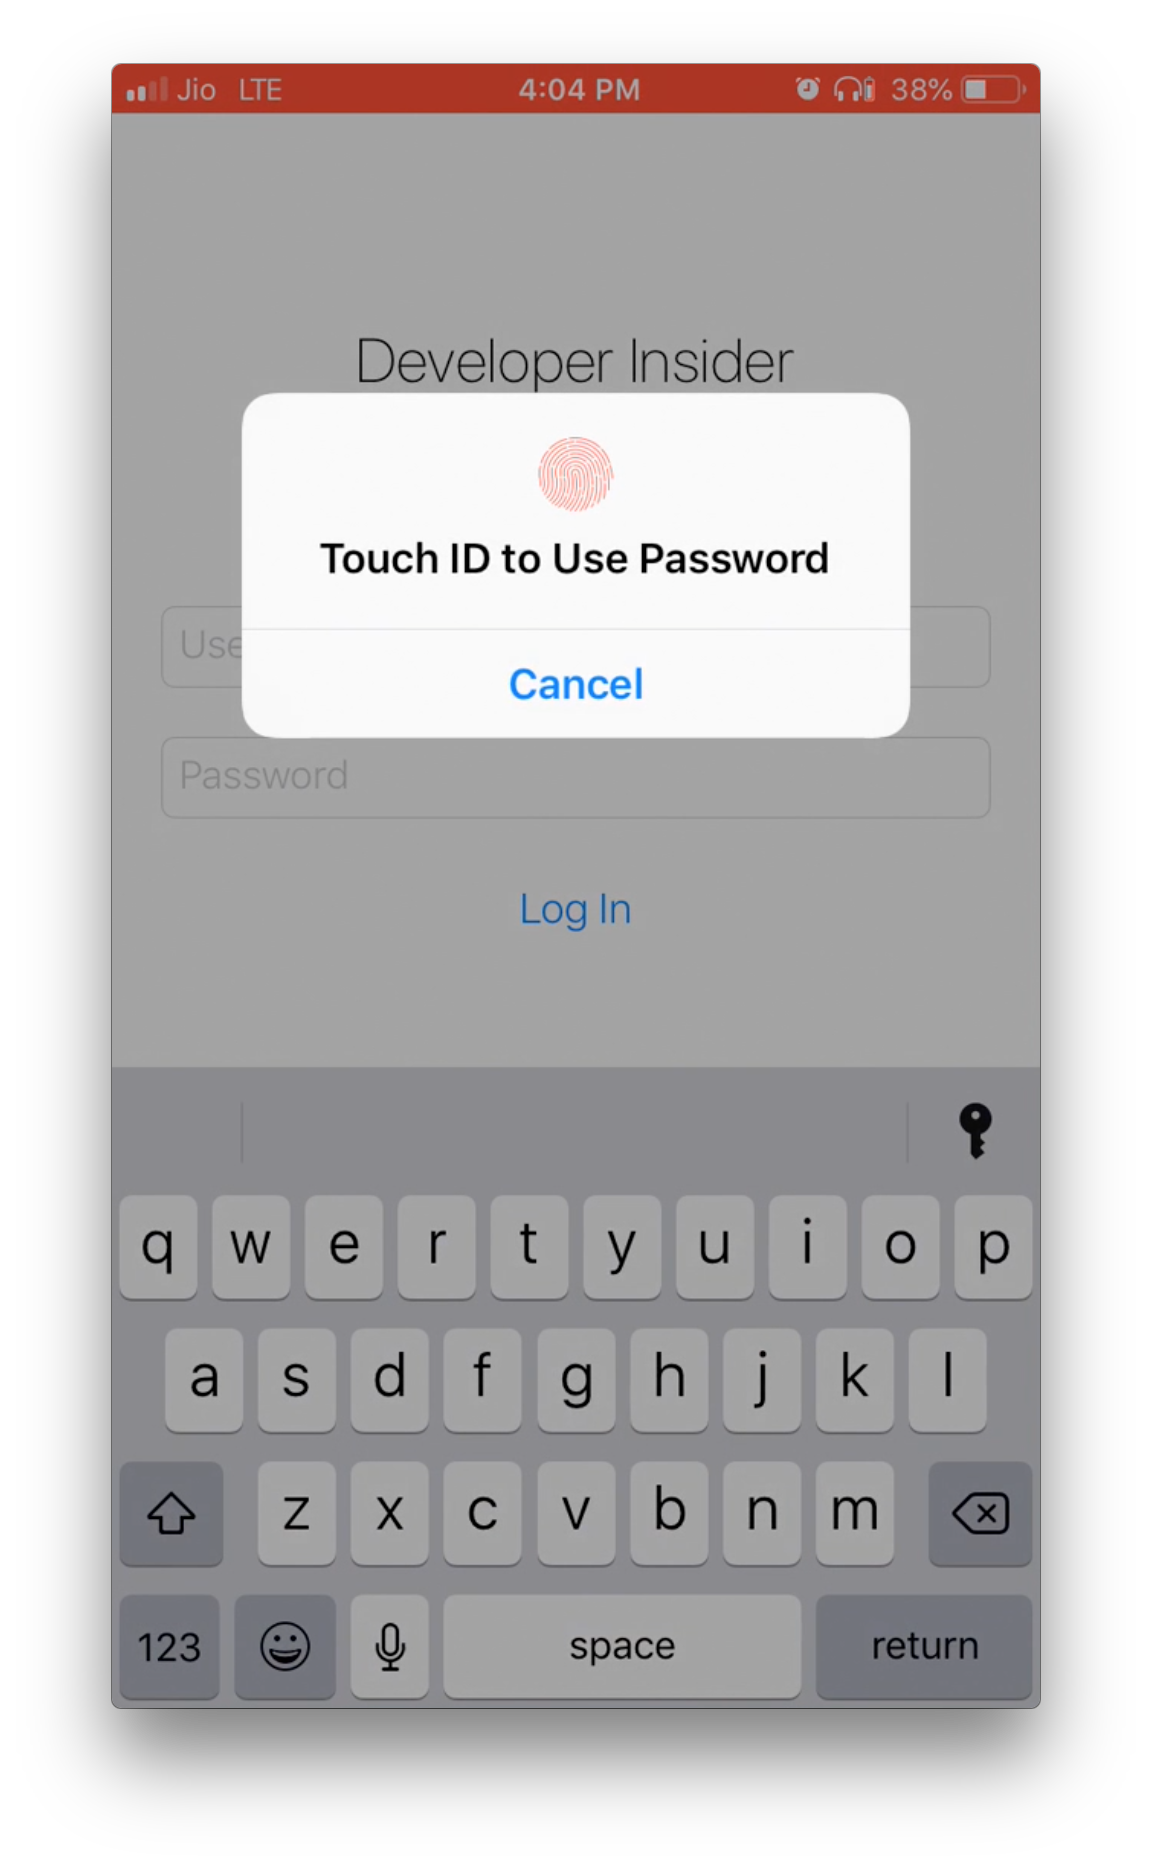 Jio LTE 4:04 PM 38%
Developer Insider
Touch ID to Use Password
Use
Cancel
Password
Log In
q w e r t y u i o p
a s d f g h j k l
z x c v b n m
123 space return